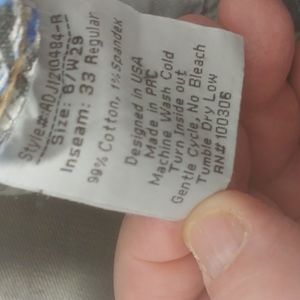 Style#: ADJ1210484-R
Size: 6/W29
Inseam: 33 Regular
99% Cotton, 1% Spandex
Designed in USA
Made in PRC
Machine Wash Cold
Turn Inside out
Gentle Cycle, No Bleach
Tumble Dry Low
RN# 100306